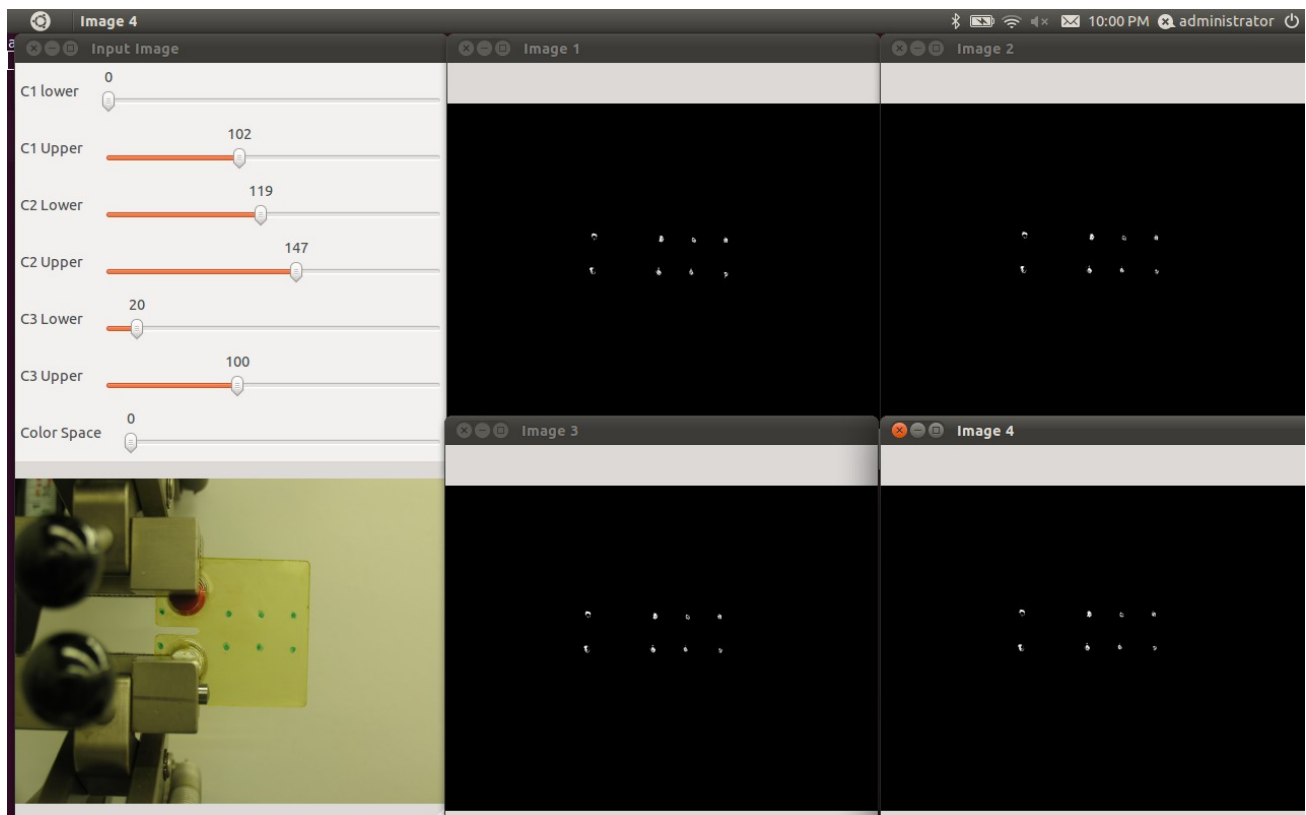 Image 4
10:00 PM
administrator
Input Image
0
C1 lower
102
C1 Upper
119
C2 Lower
147
C2 Upper
20
C3 Lower
100
C3 Upper
0
Color Space
Image 1
Image 2
Image 3
Image 4